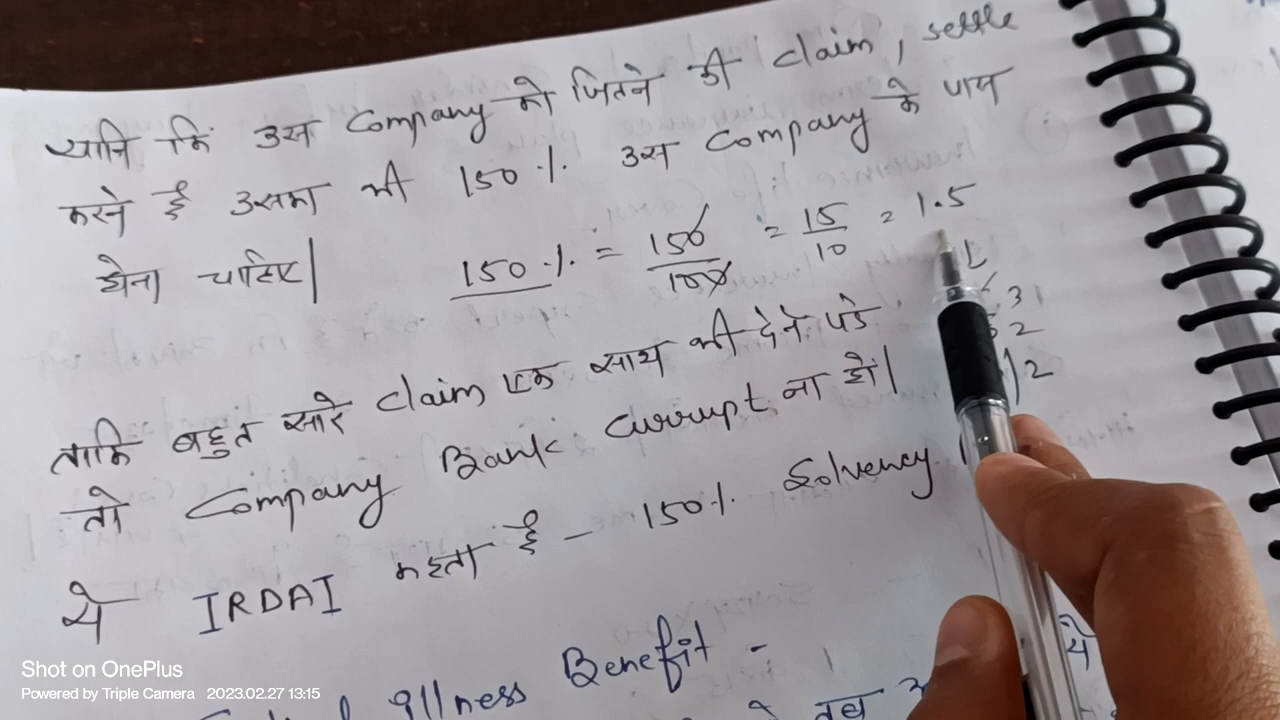 यानि कि उस Company को जितने भी claim, settle
करने है उसका भी 150 % उस Company के पास
होना चाहिए|
150 % = 150/100 = 15/10 = 1.5
ताकि बहुत सारे claim एक साथ भी देने पडे
तो Company Bank Currupt ना हो|
ये IRDAI कहता है - 150% Solvency
illness Benefit -
ये
तब
Shot on OnePlus
Powered by Triple Camera 2023.02.27 13:15